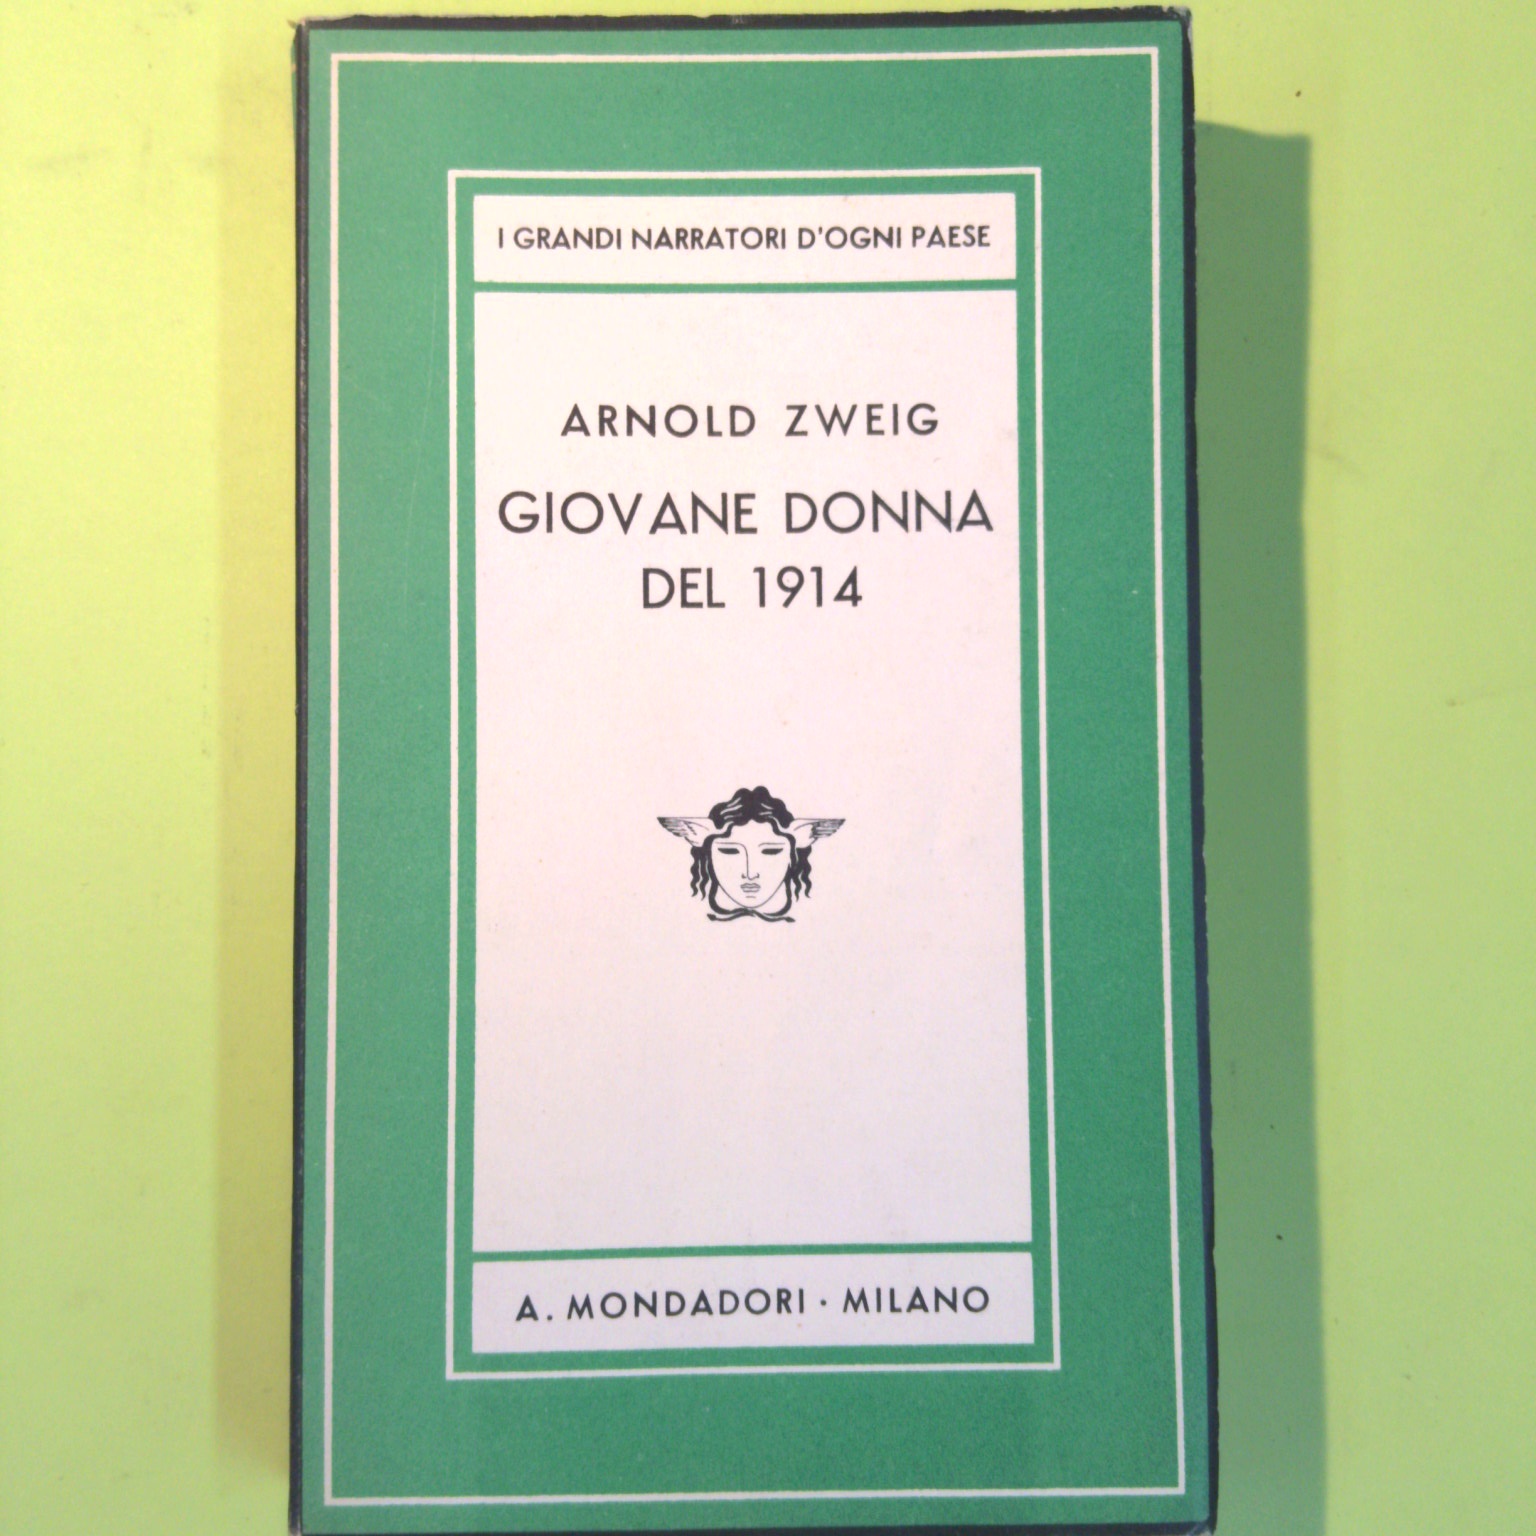 I GRANDI NARRATORI D'OGNI PAESE
ARNOLD ZWEIG
GIOVANE DONNA
DEL 1914
A. MONDADORI · MILANO